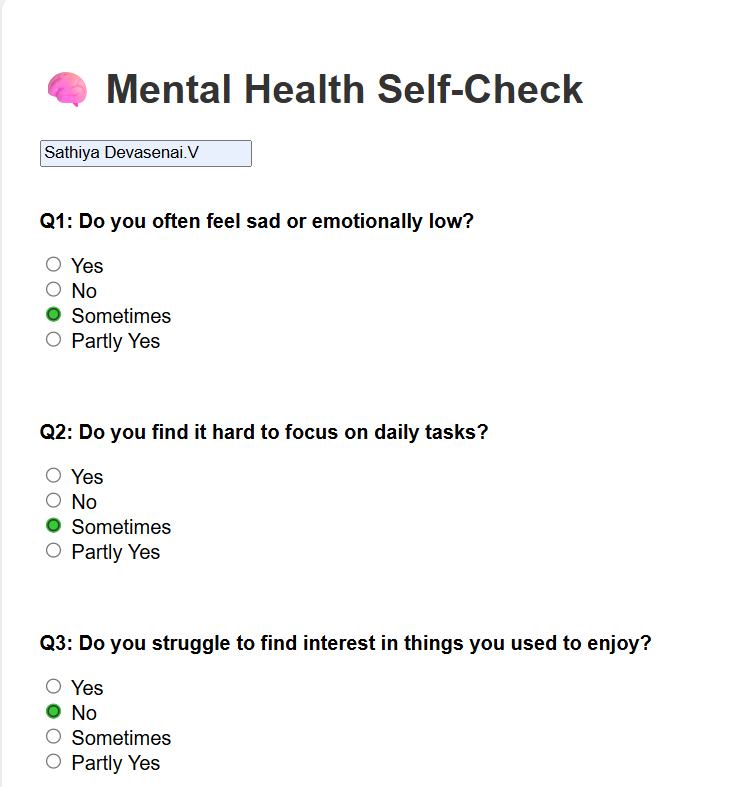 Mental Health Self-Check
Sathiya Devasenai.V
Q1: Do you often feel sad or emotionally low?
Yes
No
Sometimes
Partly Yes
Q2: Do you find it hard to focus on daily tasks?
Yes
No
Sometimes
Partly Yes
Q3: Do you struggle to find interest in things you used to enjoy?
Yes
No
Sometimes
Partly Yes